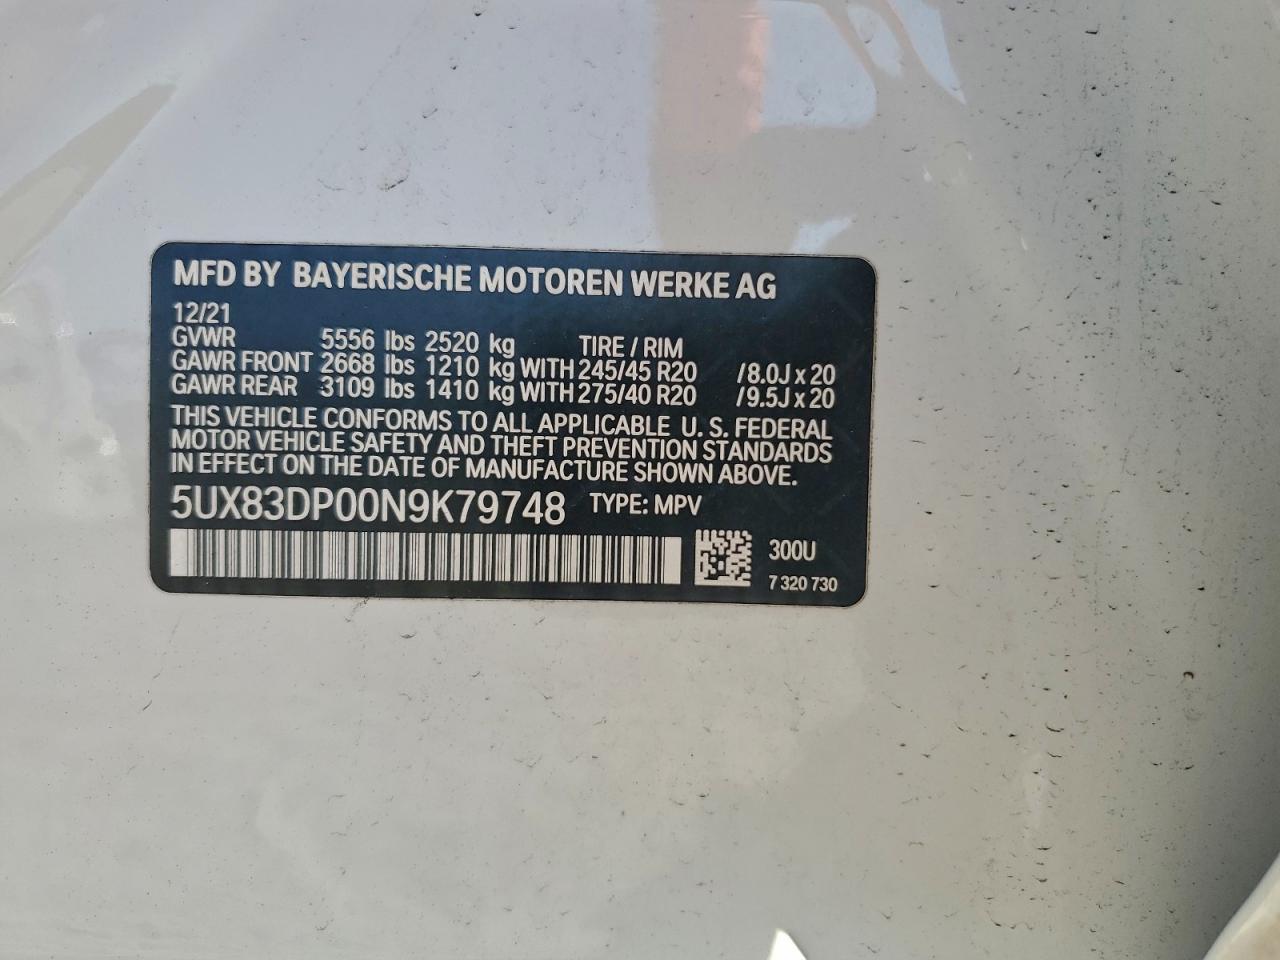 MFD BY BAYERISCHE MOTOREN WERKE AG
12/21
GVWR 5556 lbs 2520 kg TIRE / RIM
GAWR FRONT 2668 lbs 1210 kg WITH 245/45 R20 /8.0J x 20
GAWR REAR 3109 lbs 1410 kg WITH 275/40 R20 /9.5J x 20
THIS VEHICLE CONFORMS TO ALL APPLICABLE U. S. FEDERAL
MOTOR VEHICLE SAFETY AND THEFT PREVENTION STANDARDS
IN EFFECT ON THE DATE OF MANUFACTURE SHOWN ABOVE.
5UX83DP00N9K79748 TYPE: MPV
300U
7 320 730